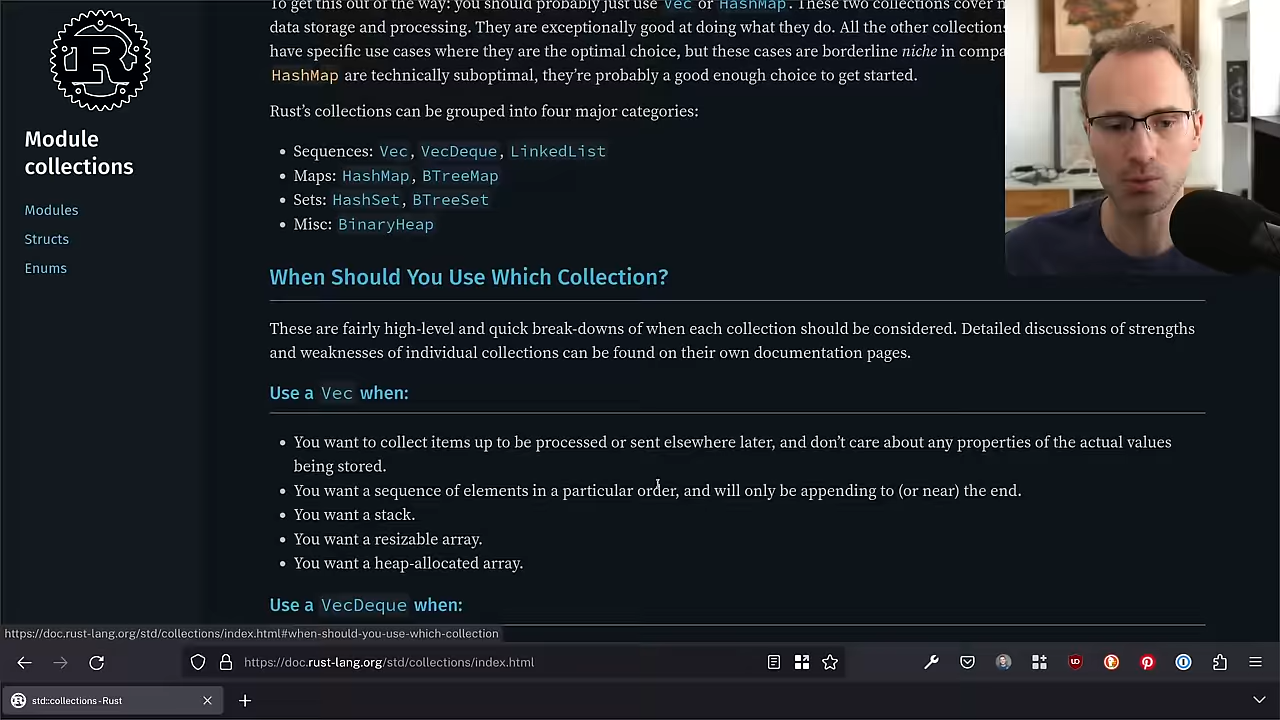 To get this out of the way: you should probably just use Vec or HashMap. These two collections cover
data storage and processing. They are exceptionally good at doing what they do. All the other collections
have specific use cases where they are the optimal choice, but these cases are borderline niche in
HashMap are technically suboptimal, they’re probably a good enough choice to get started.
Module
collections
Rust’s collections can be grouped into four major categories:
Sequences: Vec, VecDeque, LinkedList
Maps: HashMap, BTreeMap
Sets: HashSet, BTreeSet
Misc: BinaryHeap
Modules
Structs
Enums
When Should You Use Which Collection?
These are fairly high-level and quick break-downs of when each collection should be considered. Detailed discussions of strengths
and weaknesses of individual collections can be found on their own documentation pages.
Use a Vec when:
You want to collect items up to be processed or sent elsewhere later, and don’t care about any properties of the actual values
being stored.
You want a sequence of elements in a particular order, and will only be appending to (or near) the end.
You want a stack.
You want a resizable array.
You want a heap-allocated array.
Use a VecDeque when:
https://doc.rust-lang.org/std/collections/index.html#when-should-you-use-which-collection
https://doc.rust-lang.org/std/collections/index.html
std::collections - Rust